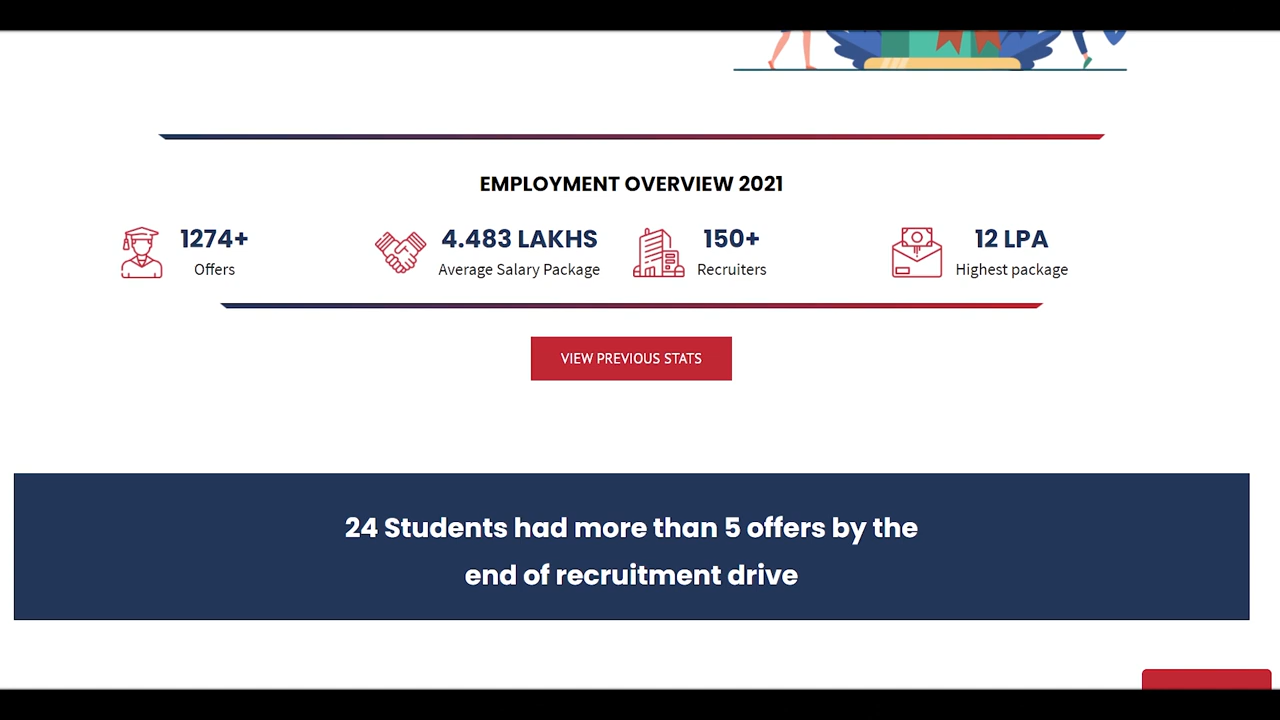 EMPLOYMENT OVERVIEW 2021
1274+
Offers
4.483 LAKHS
Average Salary Package
150+
Recruiters
12 LPA
Highest package
VIEW PREVIOUS STATS
24 Students had more than 5 offers by the
end of recruitment drive